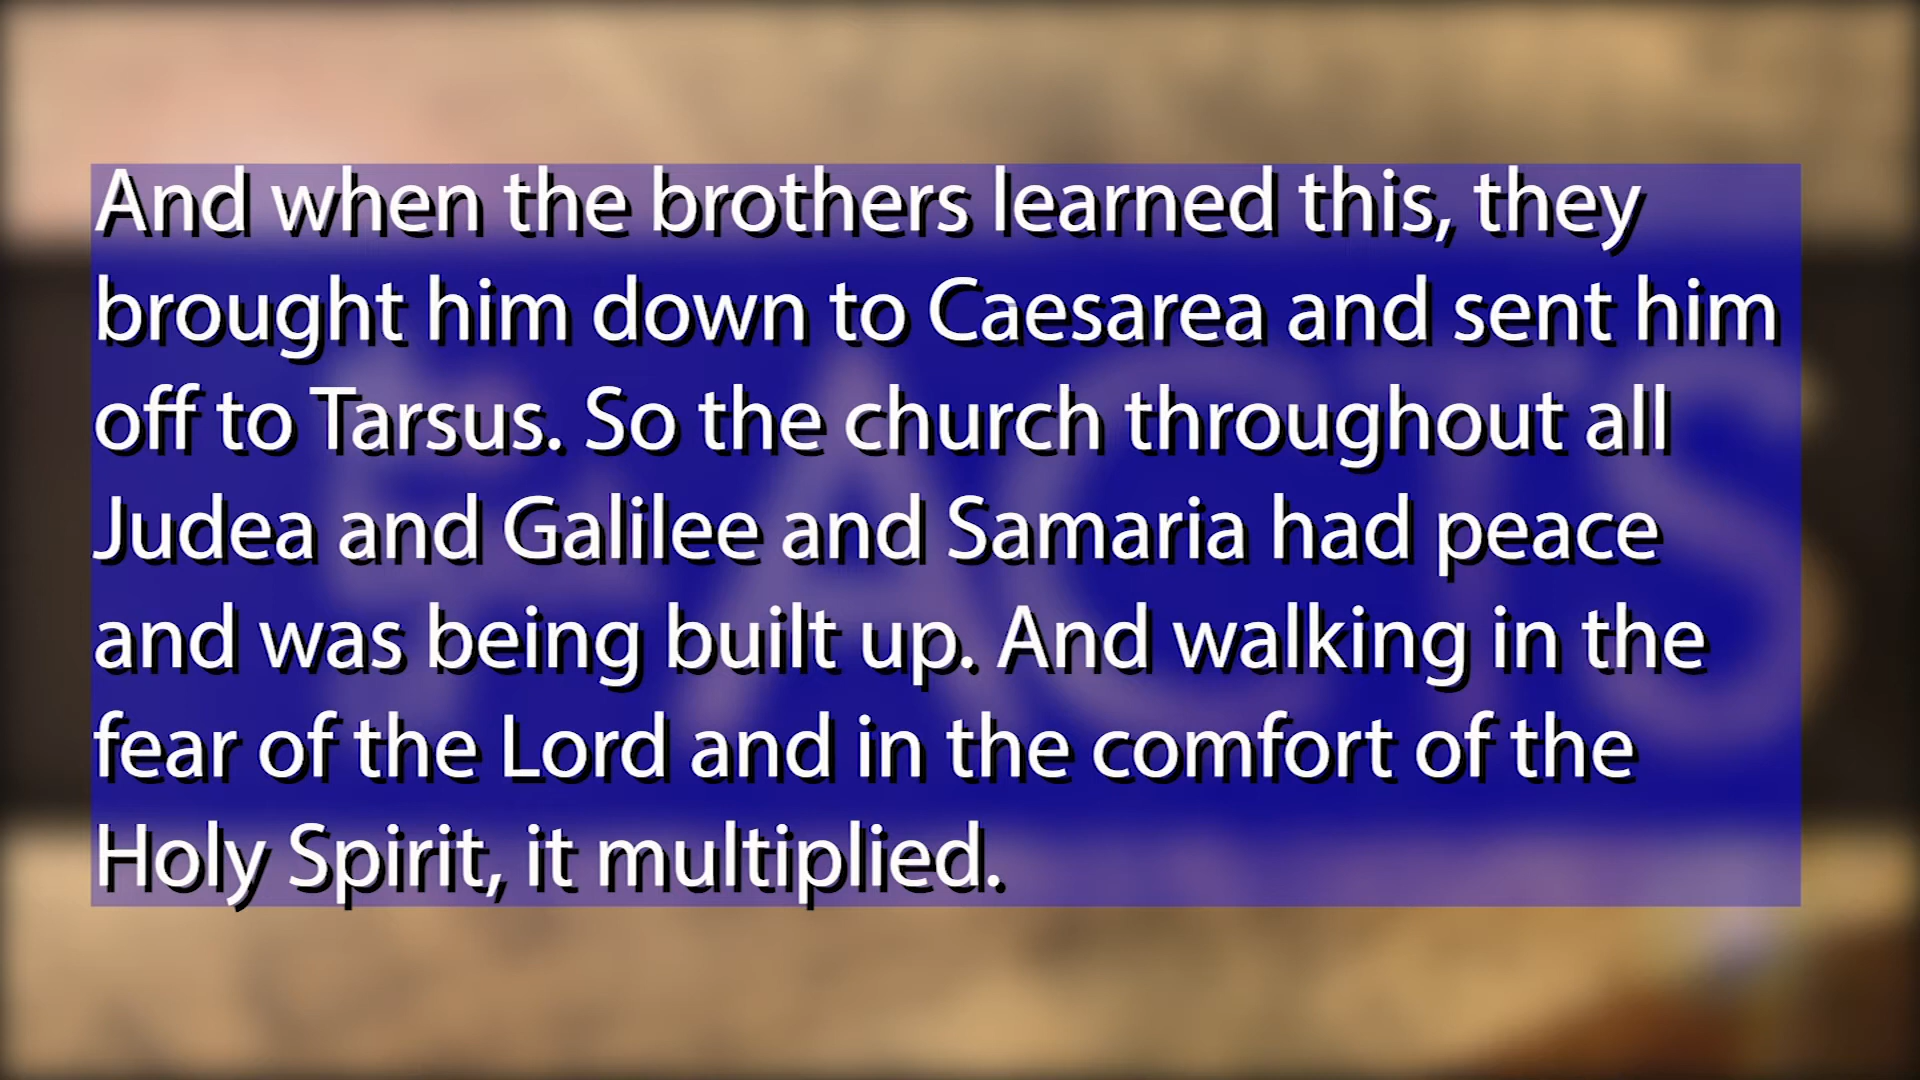 And when the brothers learned this, they
brought him down to Caesarea and sent him
off to Tarsus. So the church throughout all
Judea and Galilee and Samaria had peace
and was being built up. And walking in the
fear of the Lord and in the comfort of the
Holy Spirit, it multiplied.
ACTS